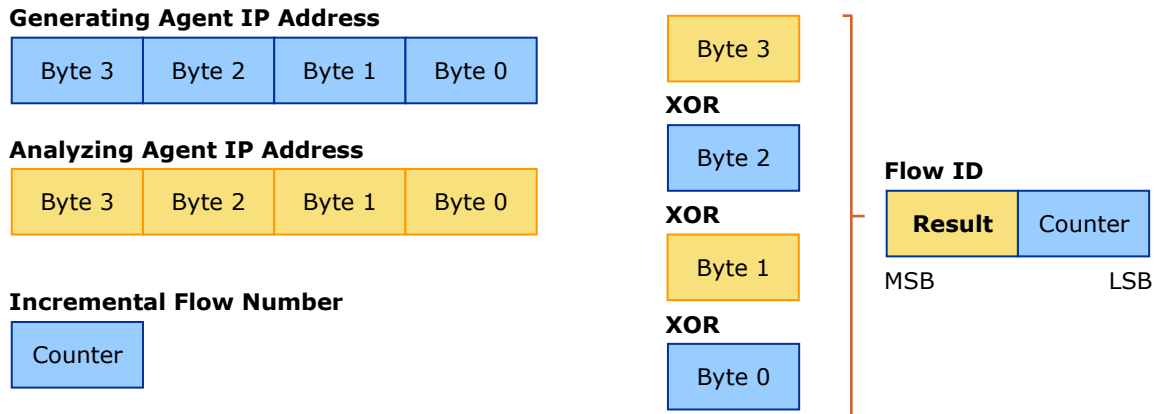 Generating Agent IP Address
Byte 3 Byte 2 Byte 1 Byte 0
Analyzing Agent IP Address
Byte 3 Byte 2 Byte 1 Byte 0
Incremental Flow Number
Counter
Byte 3
XOR
Byte 2
XOR
Byte 1
XOR
Byte 0
Flow ID
Result Counter
MSB LSB